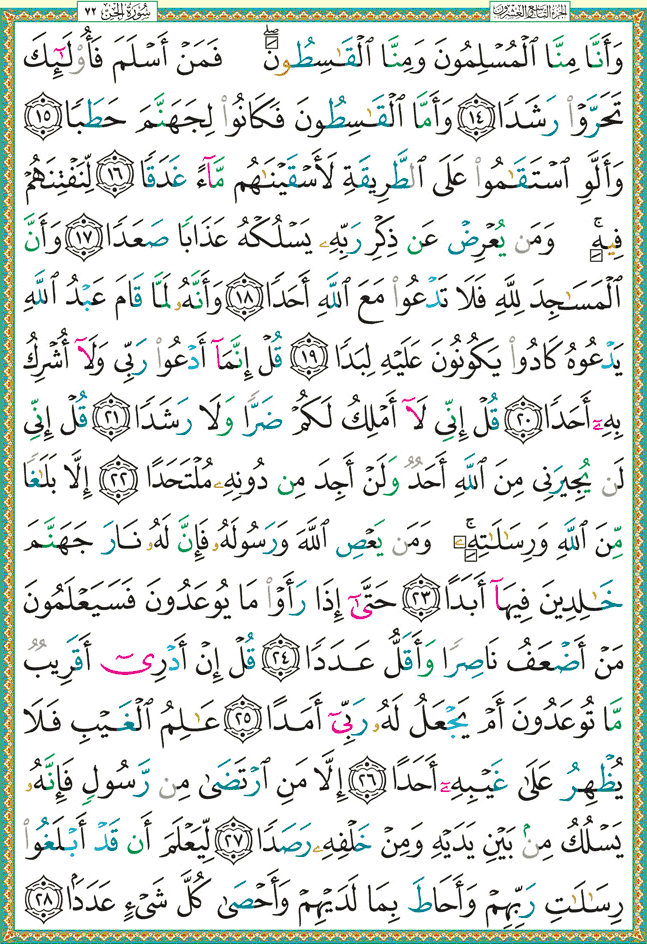 الجزء التاسع والعشرون
سُورَةُ الجِنّ ٧٢
وَأَنَّا مِنَّا ٱلْمُسْلِمُونَ وَمِنَّا ٱلْقَٰسِطُونَۖ فَمَنْ أَسْلَمَ فَأُو۟لَٰٓئِكَ
تَحَرَّوْا۟ رَشَدًا ١٤ وَأَمَّا ٱلْقَٰسِطُونَ فَكَانُوا۟ لِجَهَنَّمَ حَطَبًا ١٥
وَأَلَّوِ ٱسْتَقَٰمُوا۟ عَلَى ٱلطَّرِيقَةِ لَأَسْقَيْنَٰهُم مَّآءً غَدَقًا ١٦ لِّنَفْتِنَهُمْ
فِيهِۚ وَمَن يُعْرِضْ عَن ذِكْرِ رَبِّهِۦ يَسْلُكْهُ عَذَابًا صَعَدًا ١٧ وَأَنَّ
ٱلْمَسَٰجِدَ لِلَّهِ فَلَا تَدْعُوا۟ مَعَ ٱللَّهِ أَحَدًا ١٨ وَأَنَّهُۥ لَمَّا قَامَ عَبْدُ ٱللَّهِ
يَدْعُوهُ كَادُوا۟ يَكُونُونَ عَلَيْهِ لِبَدًا ١٩ قُلْ إِنَّمَآ أَدْعُوا۟ رَبِّى وَلَآ أُشْرِكُ
بِهِۦٓ أَحَدًا ٢٠ قُلْ إِنِّى لَآ أَمْلِكُ لَكُمْ ضَرًّا وَلَا رَشَدًا ٢١ قُلْ إِنِّى
لَن يُجِيرَنِى مِنَ ٱللَّهِ أَحَدٌ وَلَنْ أَجِدَ مِن دُونِهِۦ مُلْتَحَدًا ٢٢ إِلَّا بَلَٰغًا
مِّنَ ٱللَّهِ وَرِسَٰلَٰتِهِۦۚ وَمَن يَعْصِ ٱللَّهَ وَرَسُولَهُۥ فَإِنَّ لَهُۥ نَارَ جَهَنَّمَ
خَٰلِدِينَ فِيهَآ أَبَدًا ٢٣ حَتَّىٰٓ إِذَا رَأَوْا۟ مَا يُوعَدُونَ فَسَيَعْلَمُونَ
مَنْ أَضْعَفُ نَاصِرًا وَأَقَلُّ عَدَدًا ٢٤ قُلْ إِنْ أَدْرِىٓ أَقَرِيبٌ
مَّا تُوعَدُونَ أَمْ يَجْعَلُ لَهُۥ رَبِّىٓ أَمَدًا ٢٥ عَٰلِمُ ٱلْغَيْبِ فَلَا
يُظْهِرُ عَلَىٰ غَيْبِهِۦٓ أَحَدًا ٢٦ إِلَّا مَنِ ٱرْتَضَىٰ مِن رَّسُولٍ فَإِنَّهُۥ
يَسْلُكُ مِنۢ بَيْنِ يَدَيْهِ وَمِنْ خَلْفِهِۦ رَصَدًا ٢٧ لِّيَعْلَمَ أَن قَدْ أَبْلَغُوا۟
رِسَٰلَٰتِ رَبِّهِمْ وَأَحَاطَ بِمَا لَدَيْهِمْ وَأَحْصَىٰ كُلَّ شَىْءٍ عَدَدًۢا ٢٨